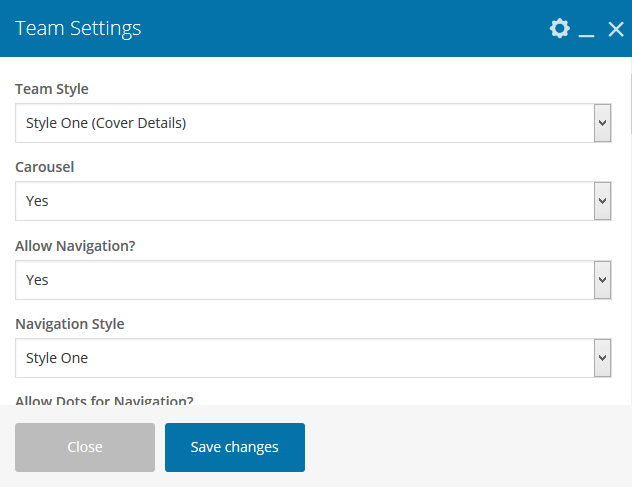 Team Settings
Team Style
Style One (Cover Details)
Carousel
Yes
Allow Navigation?
Yes
Navigation Style
Style One
Allow Dots for Navigation?
Close
Save changes